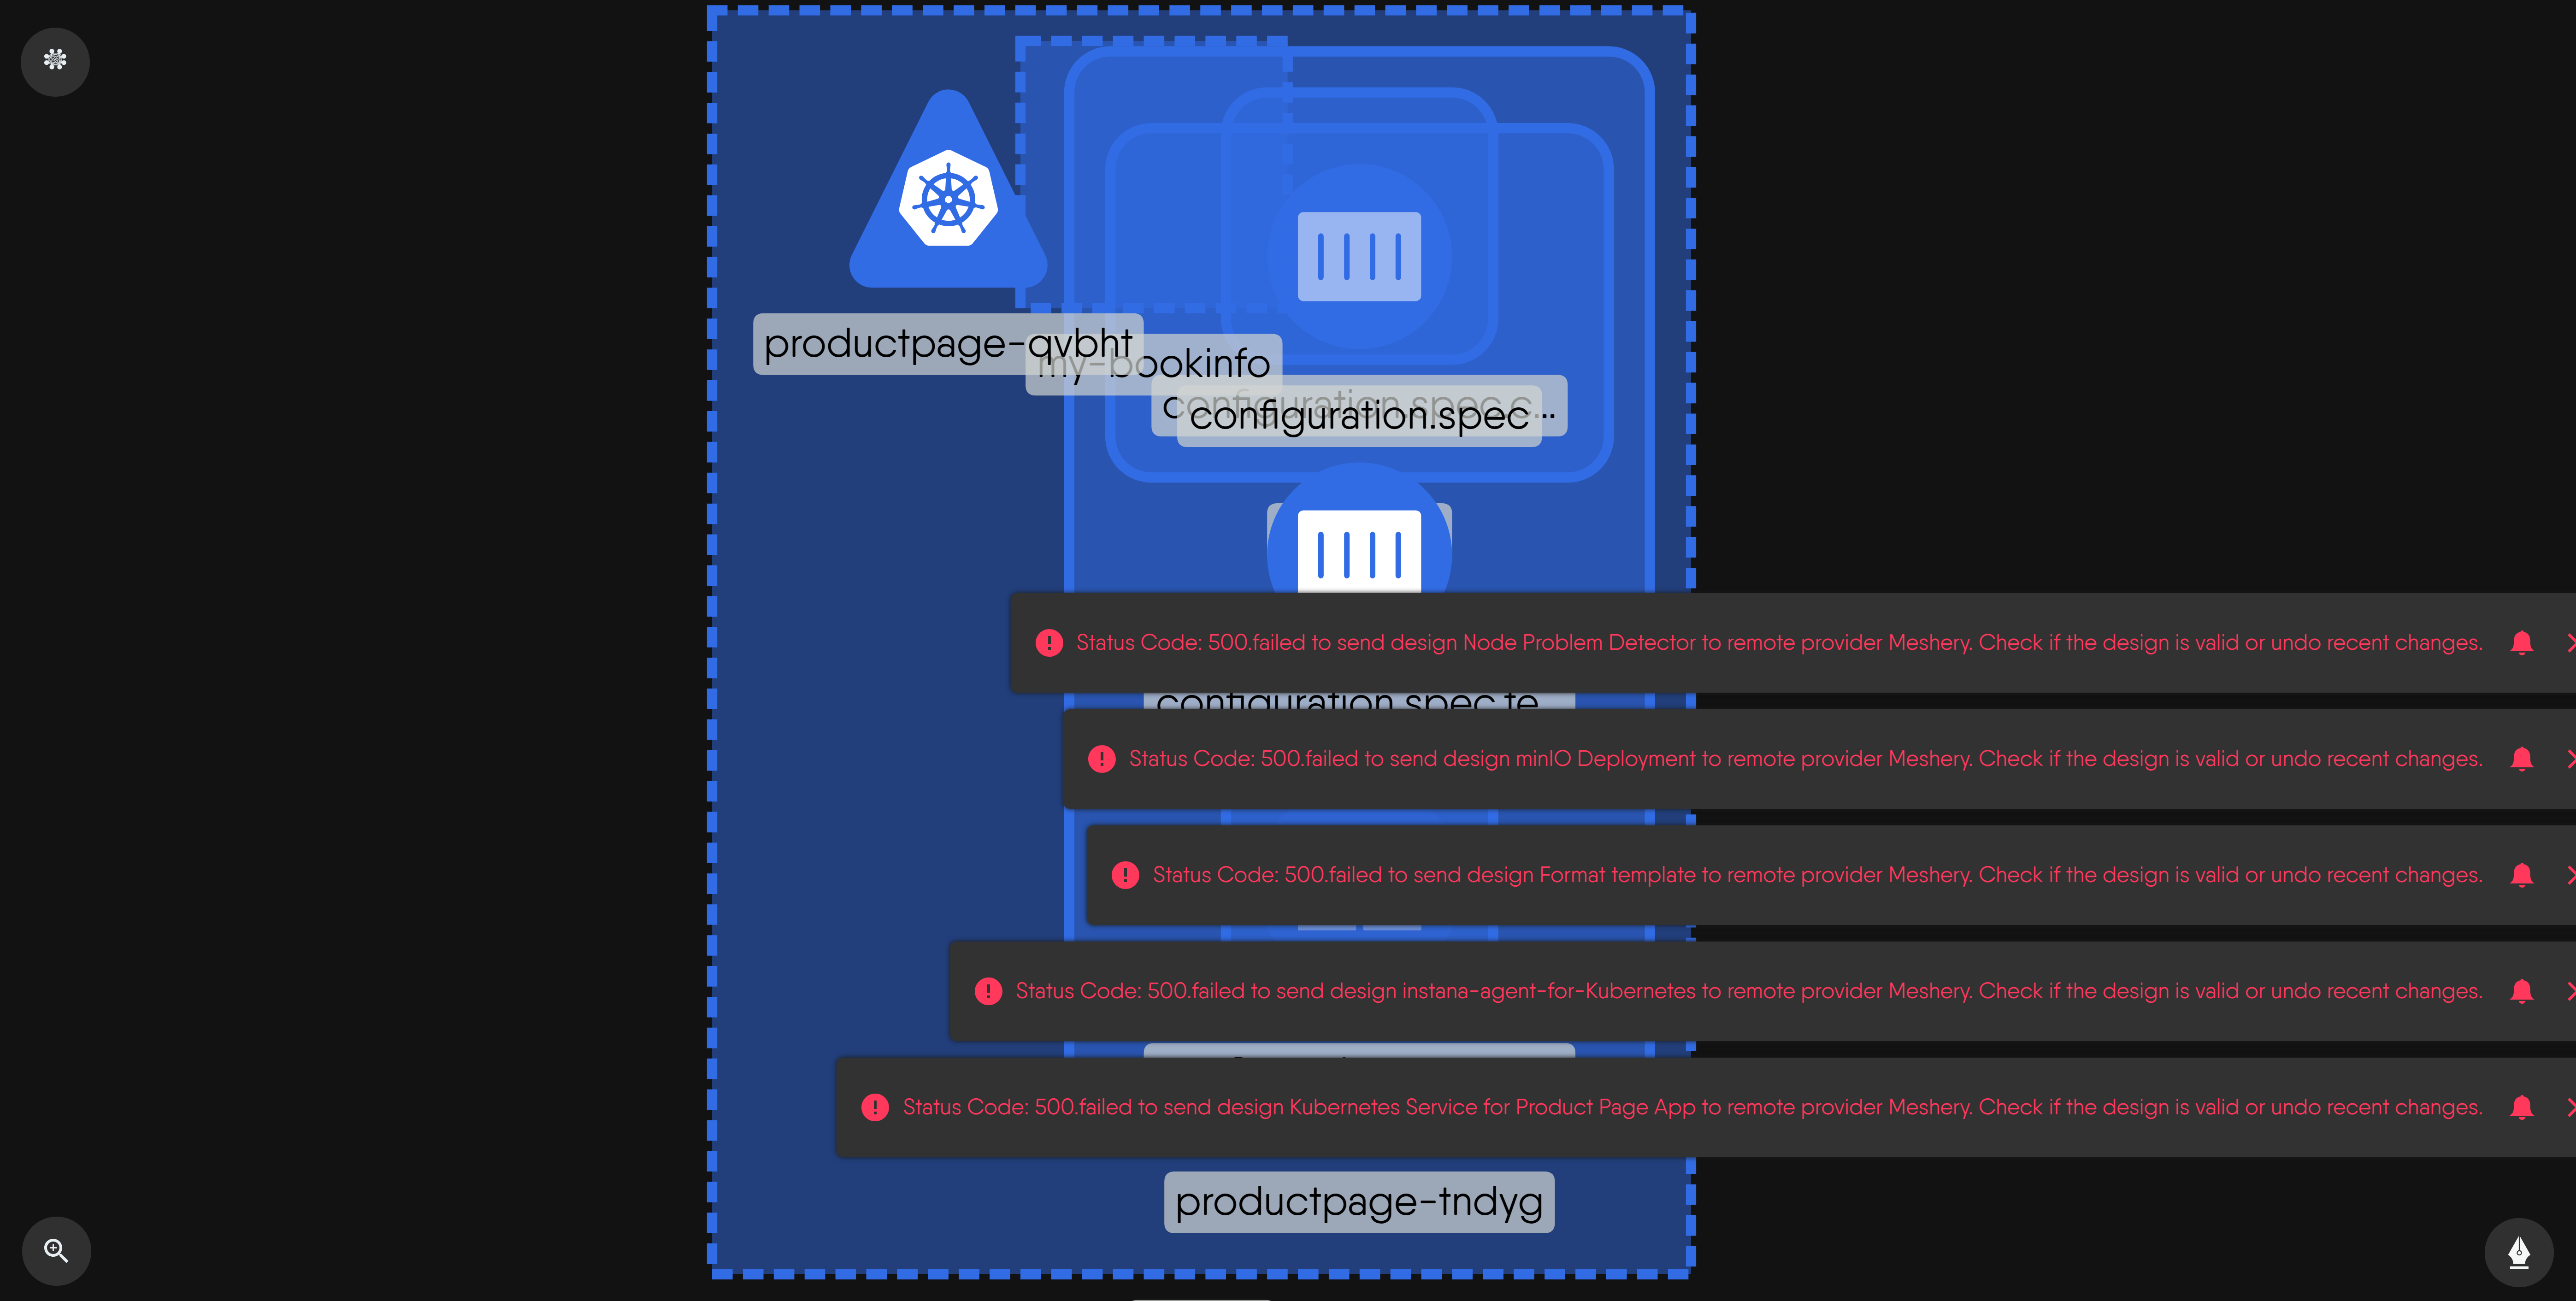 productpage-qvbht
my-bookinfo
configuration.spec.c...
configuration.spec
Status Code: 500.failed to send design Node Problem Detector to remote provider Meshery. Check if the design is valid or undo recent changes.
configuration.spec.te
Status Code: 500.failed to send design minIO Deployment to remote provider Meshery. Check if the design is valid or undo recent changes.
Status Code: 500.failed to send design Format template to remote provider Meshery. Check if the design is valid or undo recent changes.
Status Code: 500.failed to send design instana-agent-for-Kubernetes to remote provider Meshery. Check if the design is valid or undo recent changes.
Status Code: 500.failed to send design Kubernetes Service for Product Page App to remote provider Meshery. Check if the design is valid or undo recent changes.
productpage-tndyg